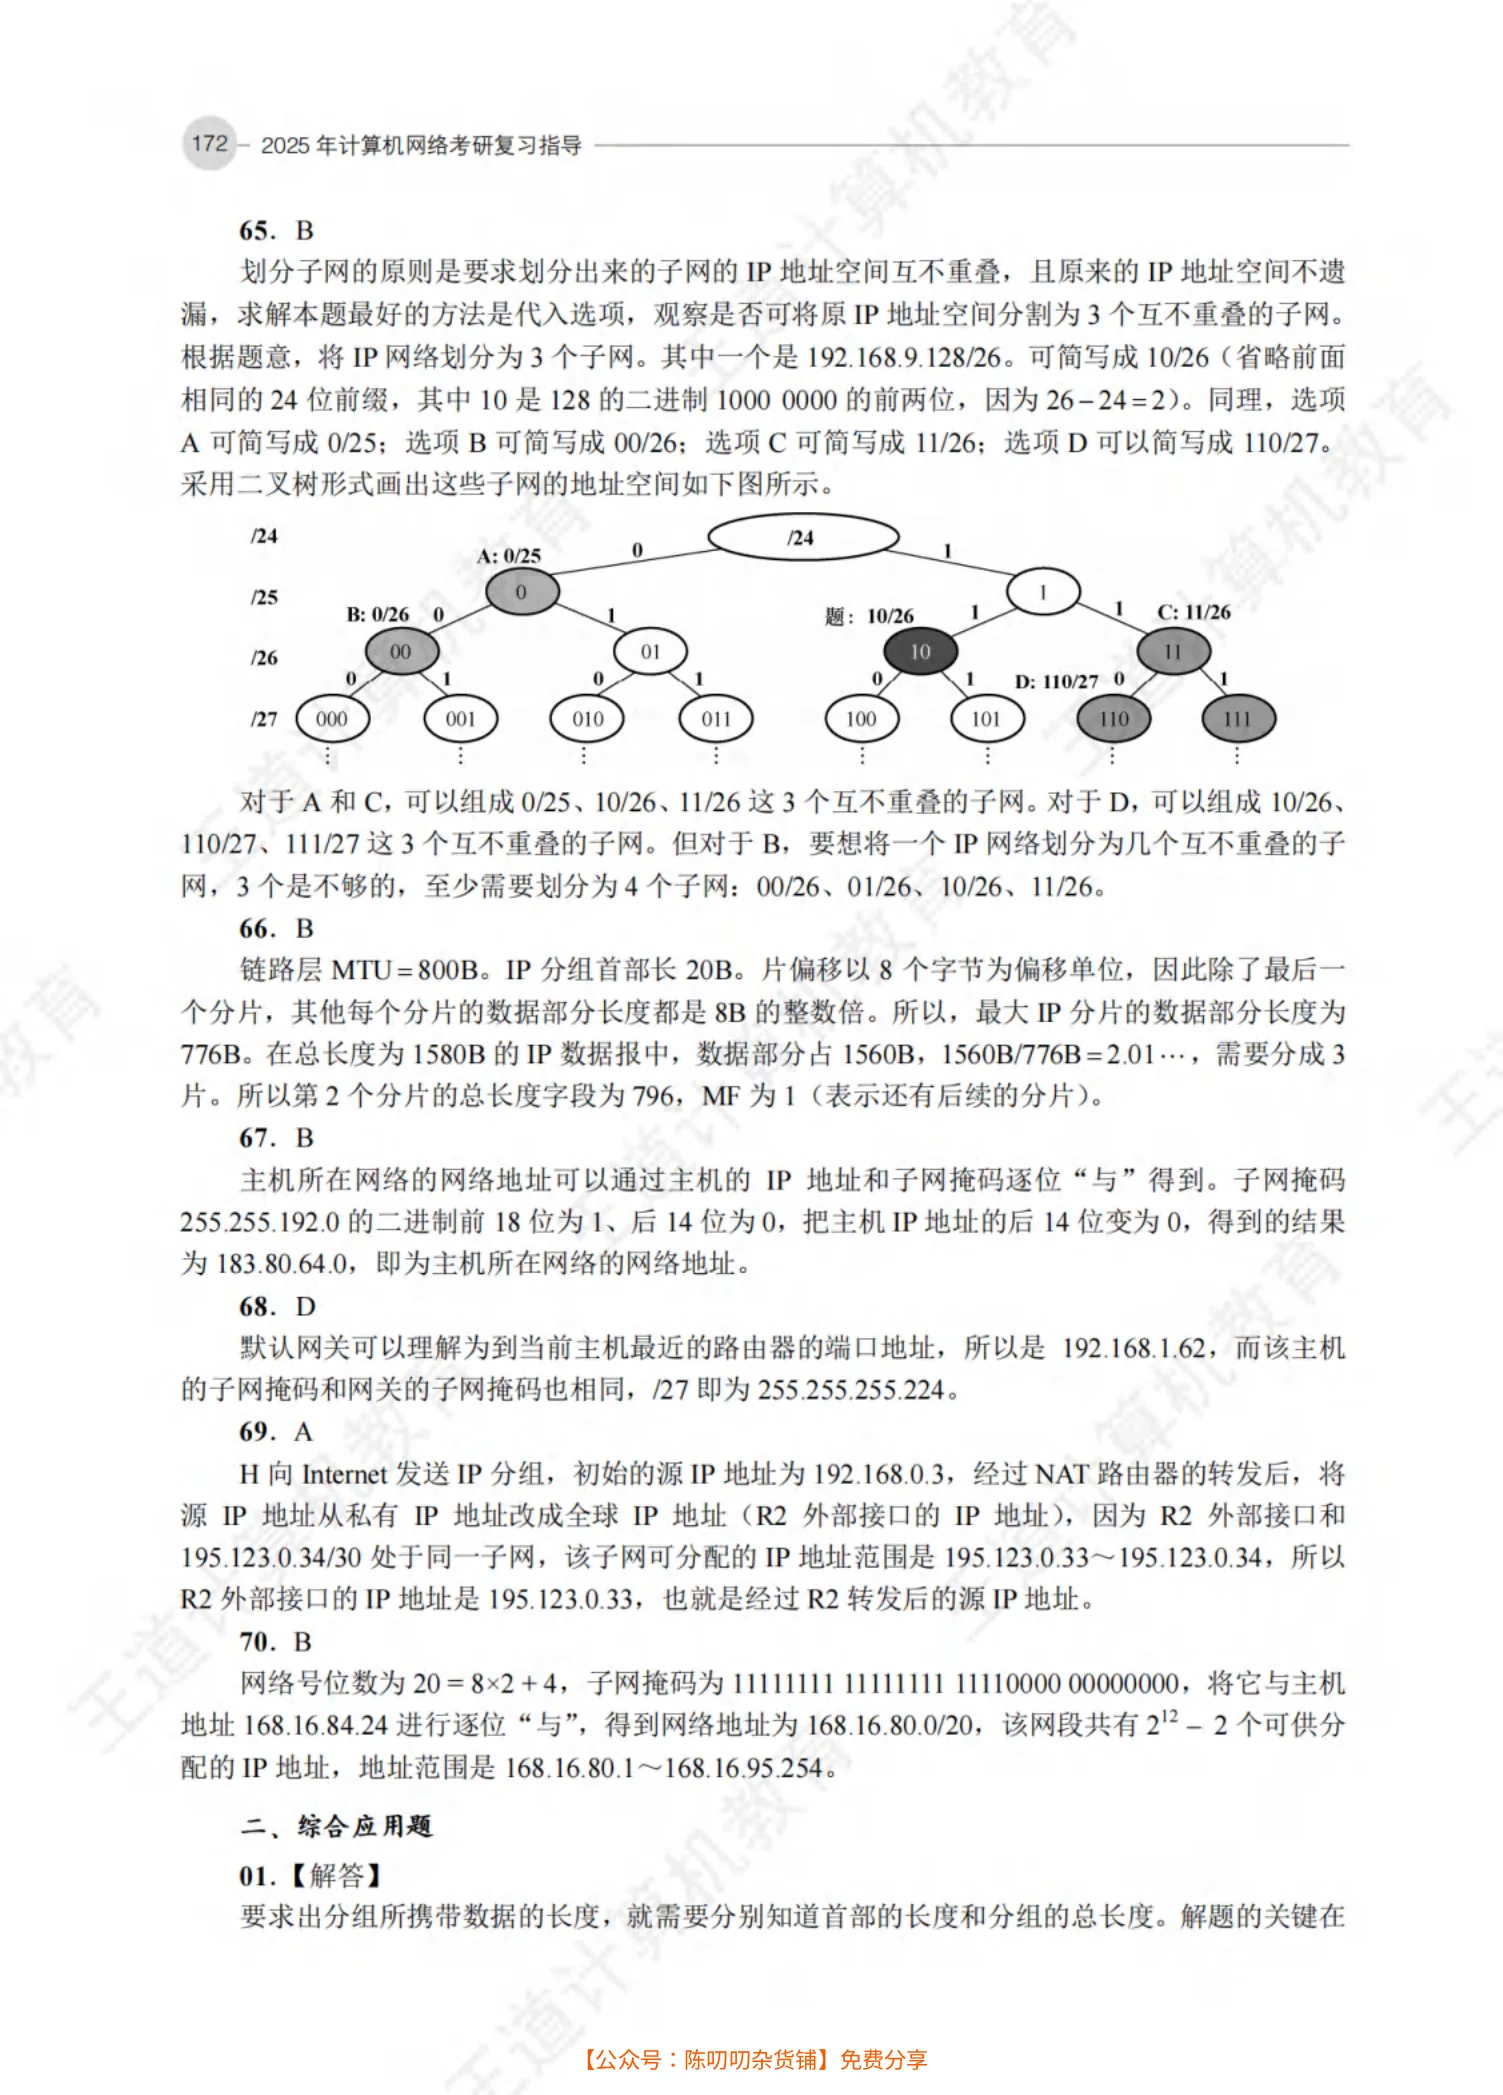 172 2025 年计算机网络考研复习指导
65． B
划分子网的原则是要求划分出来的子网的 IP 地址空间互不重叠，且原来的 IP 地址空间不遗
漏，求解本题最好的方法是代入选项，观察是否可将原 IP 地址空间分割为 3 个互不重叠的子网。
根据题意，将 IP 网络划分为 3 个子网。其中一个是 192.168.9.128/26。可简写成 10/26（省略前面
相同的 24 位前缀，其中 10 是 128 的二进制 1000 0000 的前两位，因为 26－24＝2）。同理，选项
A 可简写成 0/25；选项 B 可简写成 00/26；选项 C 可简写成 11/26；选项 D 可以简写成 110/27。
采用二叉树形式画出这些子网的地址空间如下图所示。
/24 /24
A: 0/25 0 1
/25 0 1
B: 0/26 0 1 题：10/26 1 1 C: 11/26
/26 00 01 10 11
0 1 0 1 0 1 D: 110/27 0 1
/27 000 001 010 011 100 101 110 111
⋮ ⋮ ⋮ ⋮ ⋮ ⋮ ⋮ ⋮
对于 A 和 C，可以组成 0/25、10/26、11/26 这 3 个互不重叠的子网。对于 D，可以组成 10/26、
110/27、111/27 这 3 个互不重叠的子网。但对于 B，要想将一个 IP 网络划分为几个互不重叠的子
网，3 个是不够的，至少需要划分为 4 个子网：00/26、01/26、10/26、11/26。
66． B
链路层 MTU＝800B。IP 分组首部长 20B。片偏移以 8 个字节为偏移单位，因此除了最后一
个分片，其他每个分片的数据部分长度都是 8B 的整数倍。所以，最大 IP 分片的数据部分长度为
776B。在总长度为 1580B 的 IP 数据报中，数据部分占 1560B，1560B/776B＝2.01…，需要分成 3
片。所以第 2 个分片的总长度字段为 796，MF 为 1（表示还有后续的分片）。
67． B
主机所在网络的网络地址可以通过主机的 IP 地址和子网掩码逐位“与”得到。子网掩码
255.255.192.0 的二进制前 18 位为 1、后 14 位为 0，把主机 IP 地址的后 14 位变为 0，得到的结果
为 183.80.64.0，即为主机所在网络的网络地址。
68． D
默认网关可以理解为到当前主机最近的路由器的端口地址，所以是 192.168.1.62，而该主机
的子网掩码和网关的子网掩码也相同，/27 即为 255.255.255.224。
69． A
H 向 Internet 发送 IP 分组，初始的源 IP 地址为 192.168.0.3，经过 NAT 路由器的转发后，将
源 IP 地址从私有 IP 地址改成全球 IP 地址（R2 外部接口的 IP 地址），因为 R2 外部接口和
195.123.0.34/30 处于同一子网，该子网可分配的 IP 地址范围是 195.123.0.33～195.123.0.34，所以
R2 外部接口的 IP 地址是 195.123.0.33，也就是经过 R2 转发后的源 IP 地址。
70． B
网络号位数为 20 = 8×2 + 4，子网掩码为 11111111 11111111 11110000 00000000，将它与主机
地址 168.16.84.24 进行逐位“与”，得到网络地址为 168.16.80.0/20，该网段共有 2¹² － 2 个可供分
配的 IP 地址，地址范围是 168.16.80.1～168.16.95.254。
二、综合应用题
01.【解答】
要求出分组所携带数据的长度，就需要分别知道首部的长度和分组的总长度。解题的关键在
【公众号：陈叨叨杂货铺】免费分享
王道计算机教育